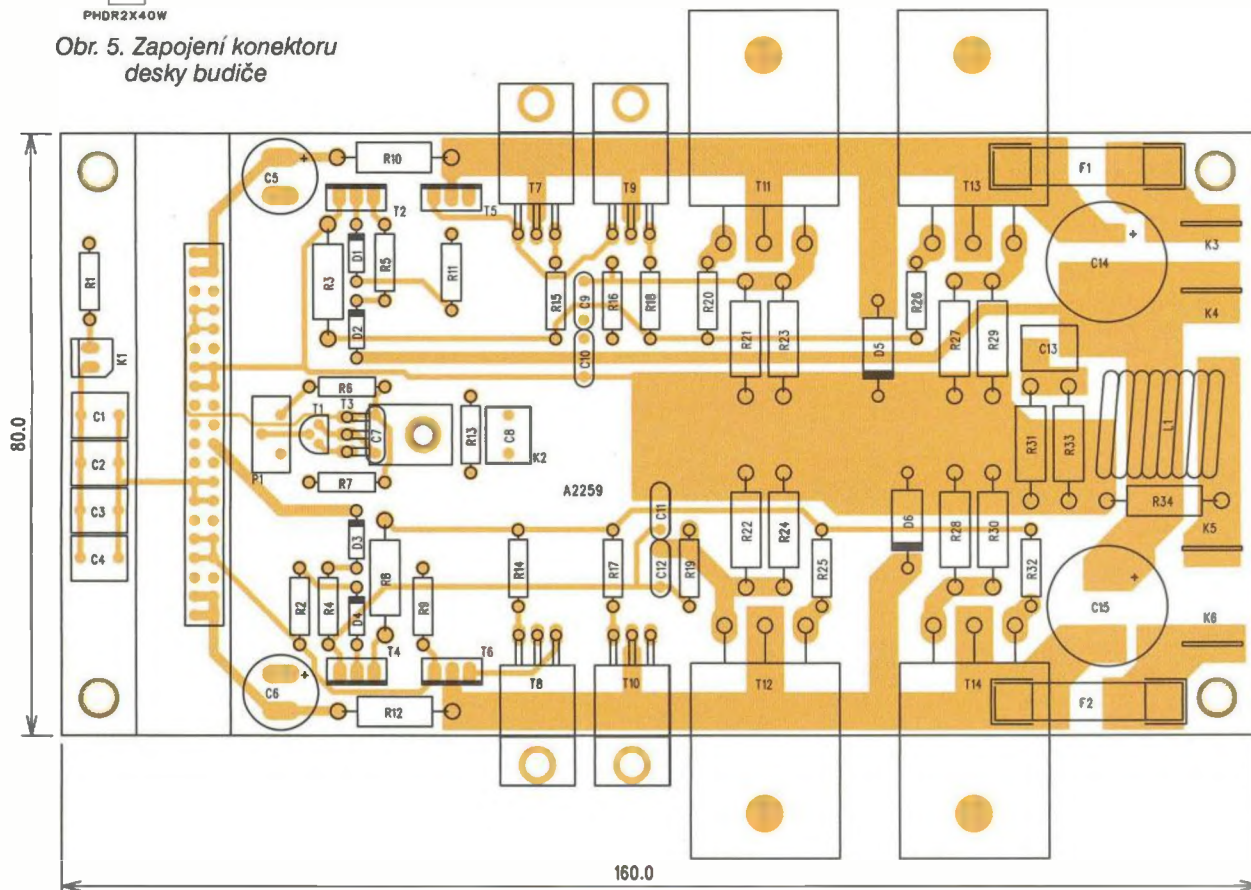 PHDR2X40W
Obr. 5. Zapojení konektoru
desky budiče
80.0
C5
+
R10
T2
T5
T7
T9
T11
T13
F1
R1
R3
D1
R5
R11
R15
C9
R16
R18
R20
R26
C14
+
K3
K4
D2
C10
R21
R23
D5
R27
R29
C13
K1
R6
T1
T3
C7
R13
C8
K2
P1
R7
C1
C2
C3
C4
A2259
R31
R33
L1
R34
K5
D3
R8
R14
R17
C11
C12
R19
R22
R24
R25
D6
R28
R30
R32
C15
+
K6
R2
R4
D4
R9
T4
T6
T8
T10
T12
T14
F2
C6
+
R12
160.0